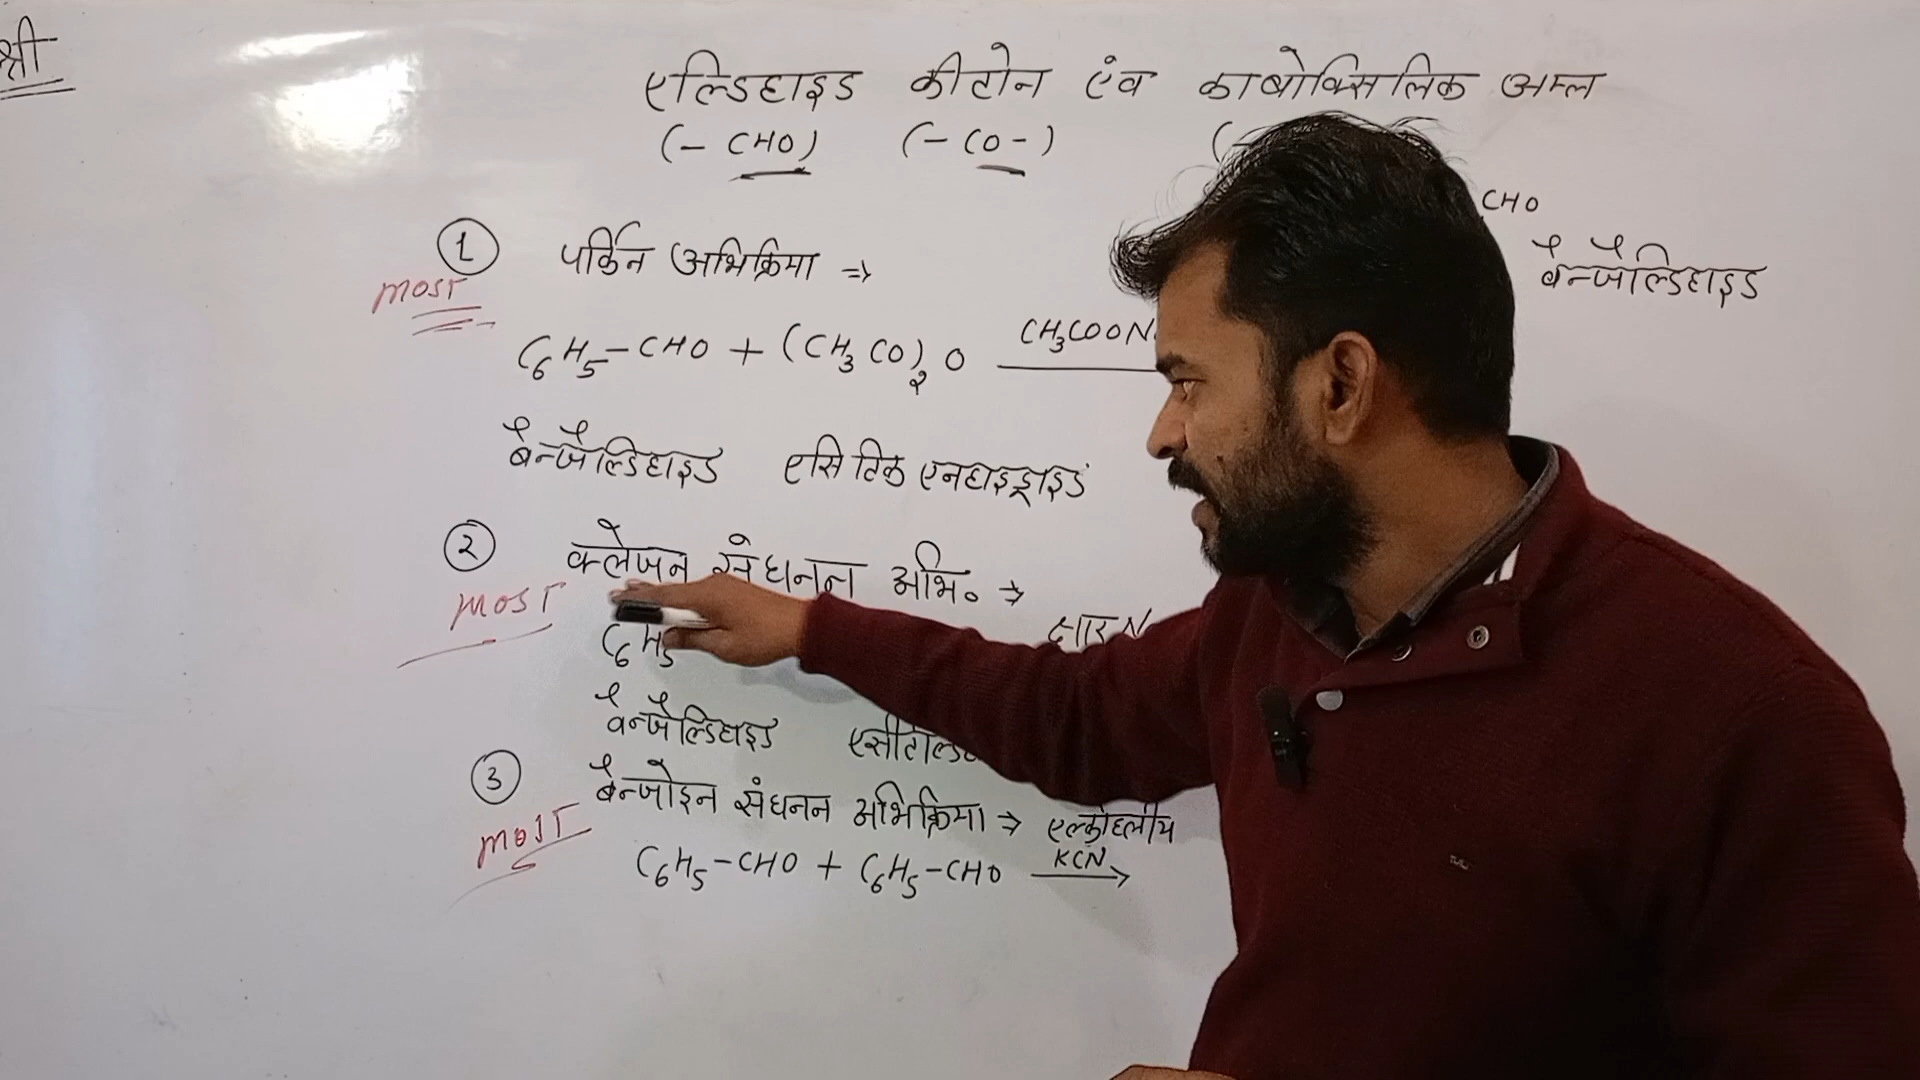 श्री
एल्डिहाइड कीटोन एंव कार्बोक्सिलिक अम्ल
(- CHO) (- CO -) (-
CHO
बैन्जैल्डिहाइड
① पर्किन अभिक्रिया ⇒
MOST
C₆H₅-CHO + (CH₃CO)₂O CH₃COON
बैन्जैल्डिहाइड एसिटिक एनहाइड्राइड
② क्लेजन संघनन अभि० →
MOST
C₆H₅ क्षार N
बैन्जैल्डिहाइड
③ बैन्जोइन संघनन अभिक्रिया → एल्कोहलीय
MOST
KCN
C₆H₅-CHO + C₆H₅-CHO ⟶